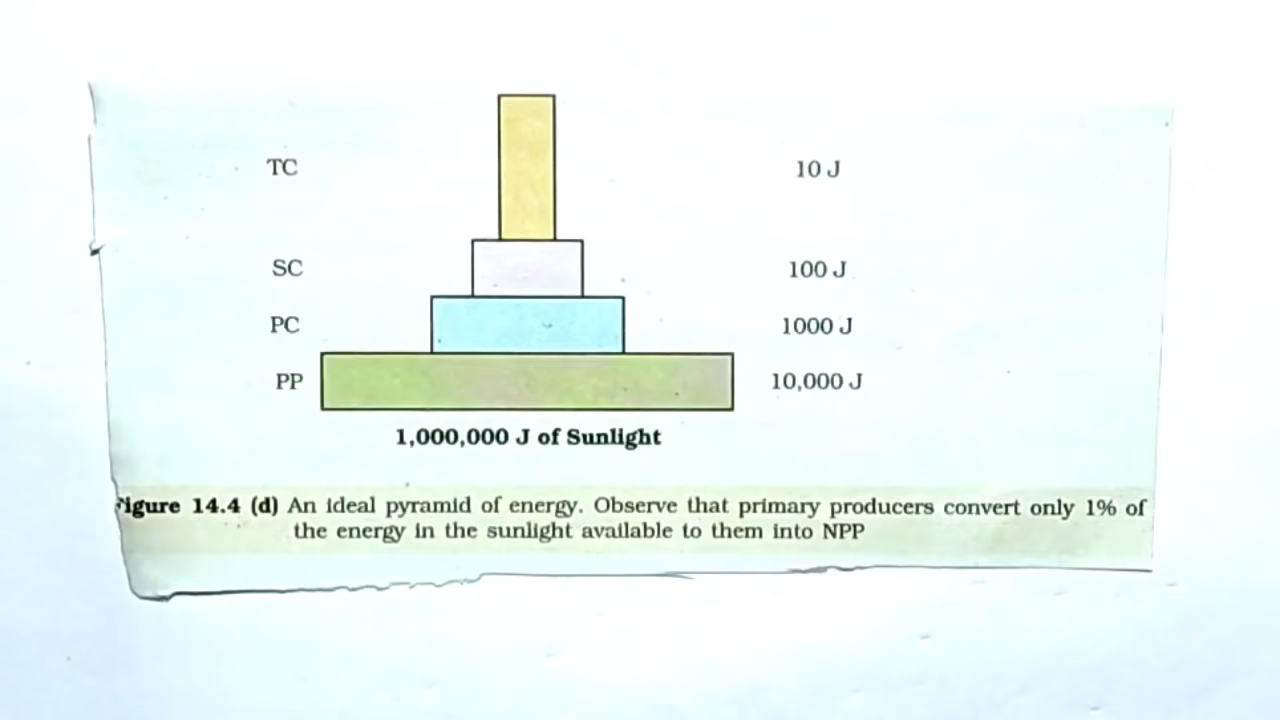 TC 10 J
SC 100 J
PC 1000 J
PP 10,000 J
1,000,000 J of Sunlight
Figure 14.4 (d) An ideal pyramid of energy. Observe that primary producers convert only 1% of
the energy in the sunlight available to them into NPP